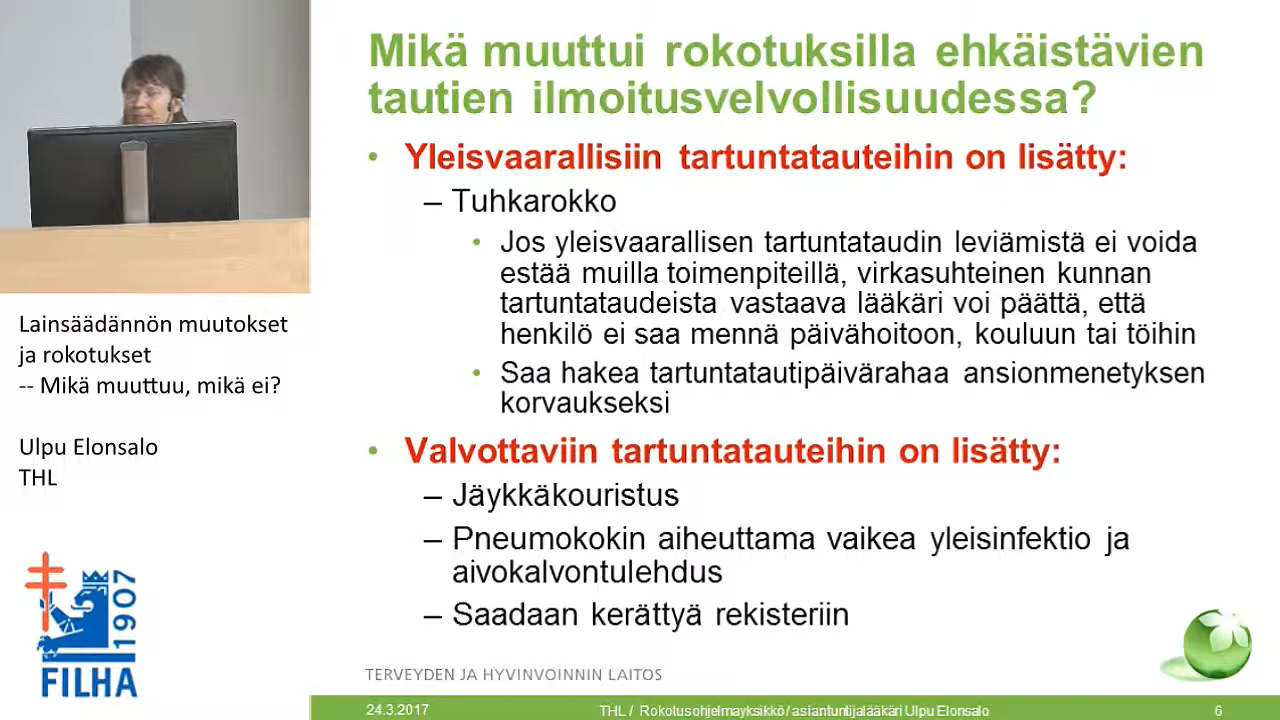 Mikä muuttui rokotuksilla ehkäistävien
tautien ilmoitusvelvollisuudessa?
• Yleisvaarallisiin tartuntatauteihin on lisätty:
– Tuhkarokko
• Jos yleisvaarallisen tartuntataudin leviämistä ei voida
estää muilla toimenpiteillä, virkasuhteinen kunnan
tartuntataudeista vastaava lääkäri voi päättä, että
henkilö ei saa mennä päivähoitoon, kouluun tai töihin
• Saa hakea tartuntatautipäivärahaa ansionmenetyksen
korvaukseksi
• Valvottaviin tartuntatauteihin on lisätty:
– Jäykkäkouristus
– Pneumokokin aiheuttama vaikea yleisinfektio ja
aivokalvontulehdus
– Saadaan kerättyä rekisteriin
Lainsäädännön muutokset
ja rokotukset
-- Mikä muuttuu, mikä ei?
Ulpu Elonsalo
THL
1907
FILHA
TERVEYDEN JA HYVINVOINNIN LAITOS
24.3.2017
THL / Rokotusohjelmayksikkö/ asiantuntijalääkäri Ulpu Elonsalo
6